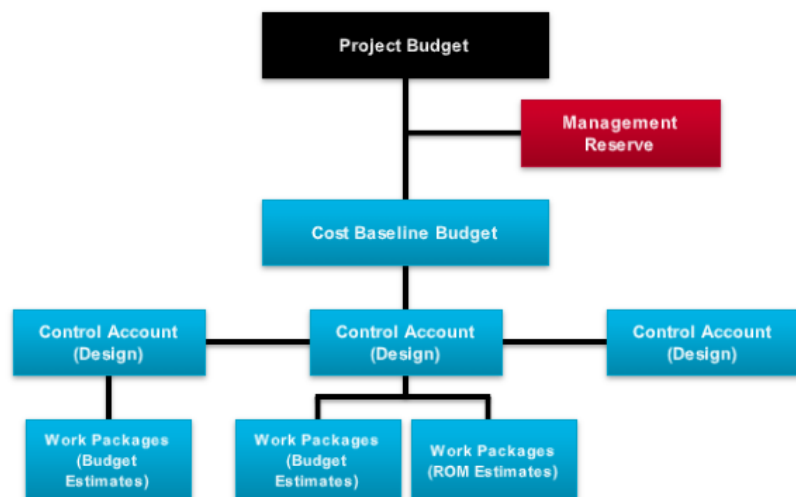 Project Budget
Management
Reserve
Cost Baseline Budget
Control Account
(Design)
Control Account
(Design)
Control Account
(Design)
Work Packages
(Budget
Estimates)
Work Packages
(Budget
Estimates)
Work Packages
(ROM Estimates)